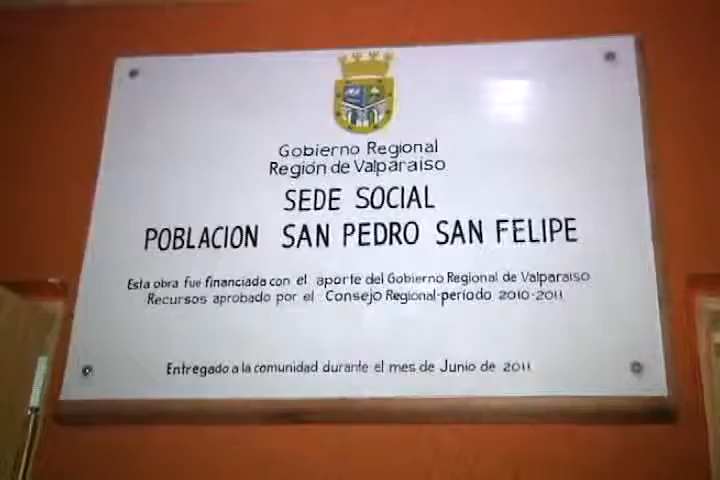 Gobierno Regional
Región de Valparaíso
SEDE SOCIAL
POBLACION SAN PEDRO SAN FELIPE
Esta obra fue financiada con el aporte del Gobierno Regional de Valparaiso
Recursos aprobado por el Consejo Regional-período 2010-2011
Entregado a la comunidad durante el mes de Junio de 2011